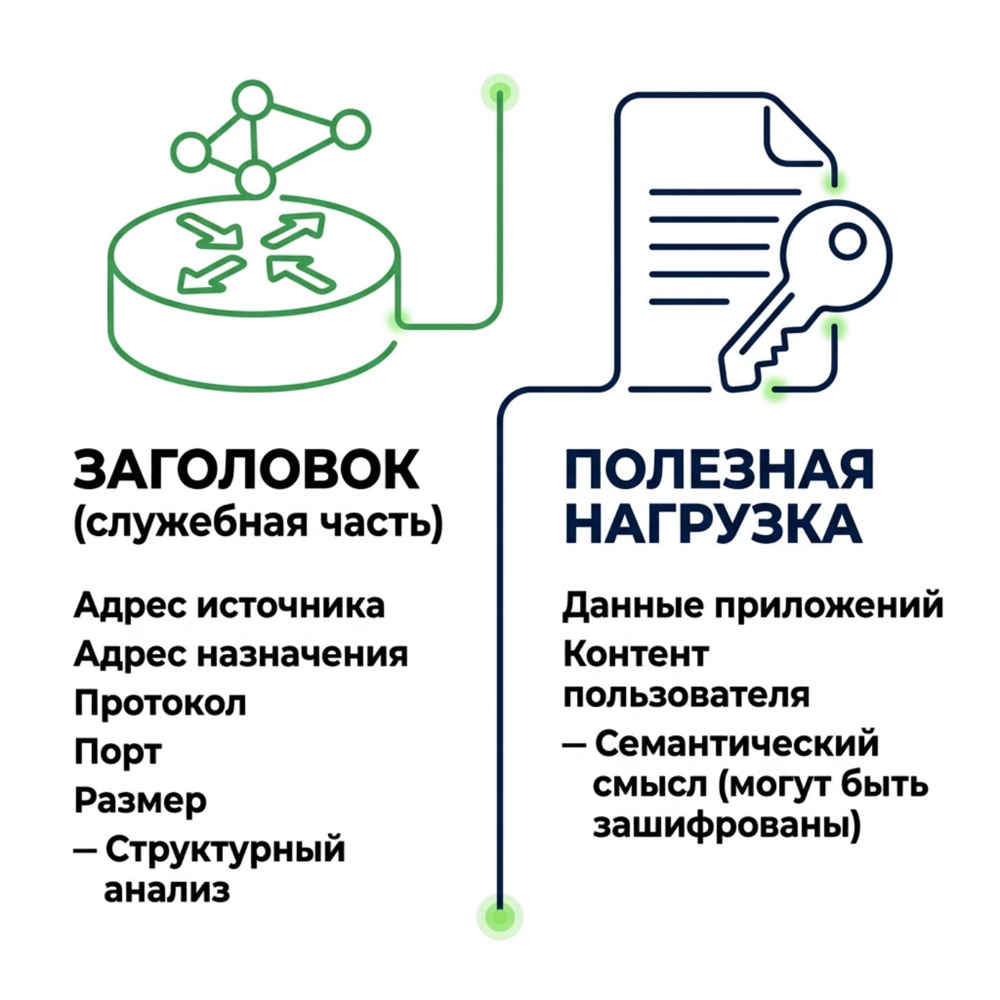 ЗАГОЛОВОК
(служебная часть)
Адрес источника
Адрес назначения
Протокол
Порт
Размер
— Структурный
анализ
ПОЛЕЗНАЯ
НАГРУЗКА
Данные приложений
Контент
пользователя
— Семантический
смысл (могут быть
зашифрованы)